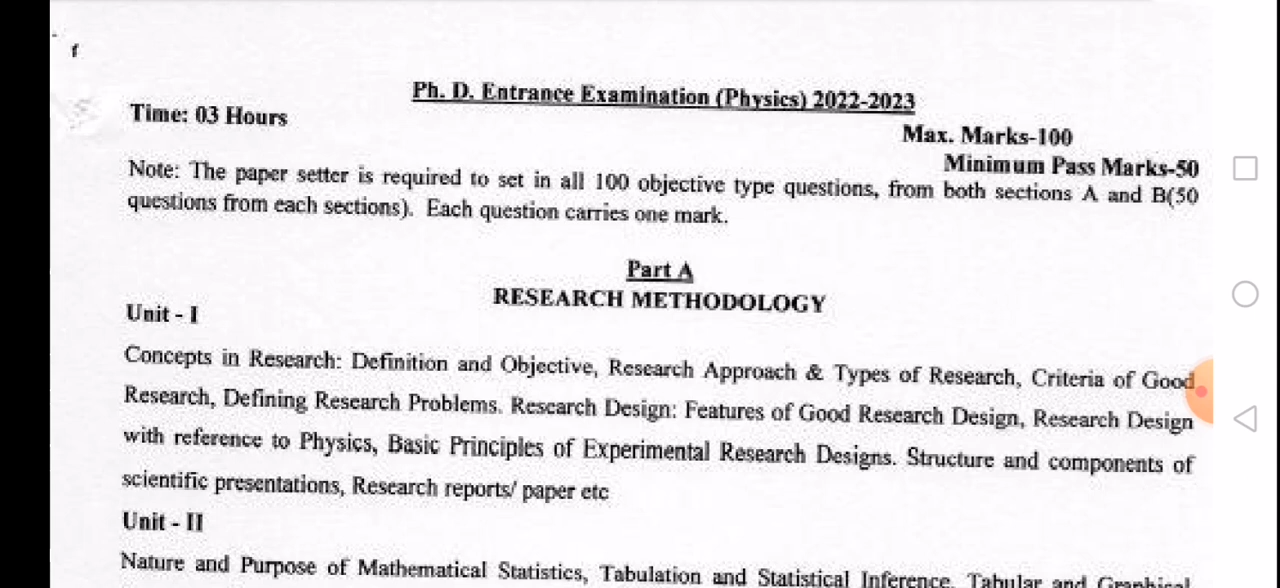 Ph. D. Entrance Examination (Physics) 2022-2023
Time: 03 Hours
Max. Marks-100
Minimum Pass Marks-50
Note: The paper setter is required to set in all 100 objective type questions, from both sections A and B(50
questions from each sections). Each question carries one mark.
Part A
RESEARCH METHODOLOGY
Unit - I
Concepts in Research: Definition and Objective, Research Approach & Types of Research, Criteria of Good
Research, Defining Research Problems. Research Design: Features of Good Research Design, Research Design
with reference to Physics, Basic Principles of Experimental Research Designs. Structure and components of
scientific presentations, Research reports/ paper etc
Unit - II
Nature and Purpose of Mathematical Statistics, Tabulation and Statistical Inference, Tabular and Graphical